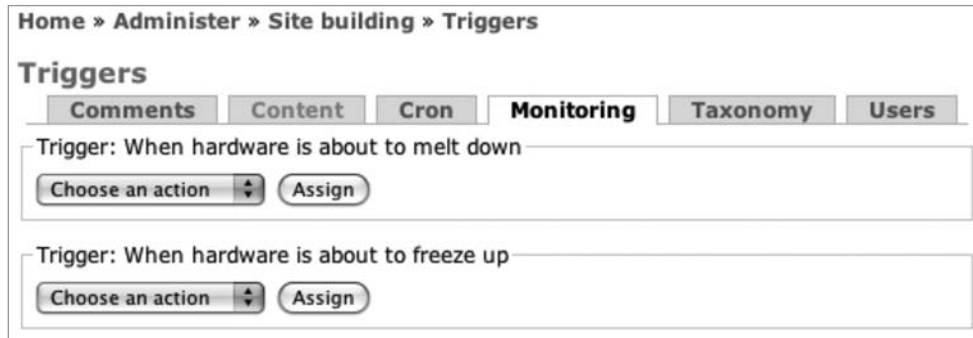 Home » Administer » Site building » Triggers
Triggers
Comments Content Cron Monitoring Taxonomy Users
Trigger: When hardware is about to melt down
Choose an action Assign
Trigger: When hardware is about to freeze up
Choose an action Assign